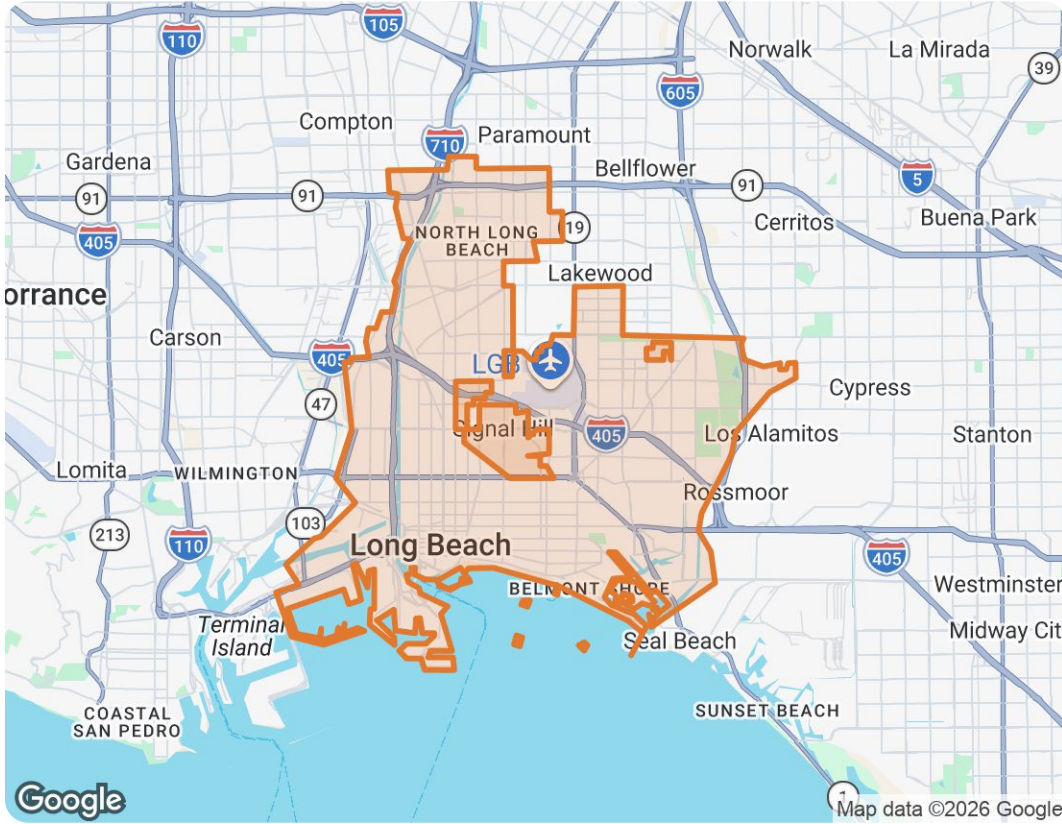 105
110
Norwalk
La Mirada
39
605
Compton
710
Paramount
Gardena
Bellflower
5
91
91
91
19
Cerritos
Buena Park
405
NORTH LONG
BEACH
Lakewood
orrance
Carson
405
LGB
Cypress
47
Signal Hill
405
Los Alamitos
Stanton
Lomita
WILMINGTON
Rossmoor
213
103
110
Long Beach
405
BELMONT SHORE
Westminster
Terminal
Island
Seal Beach
Midway Cit
COASTAL
SAN PEDRO
SUNSET BEACH
1
Google
Map data ©2026 Google